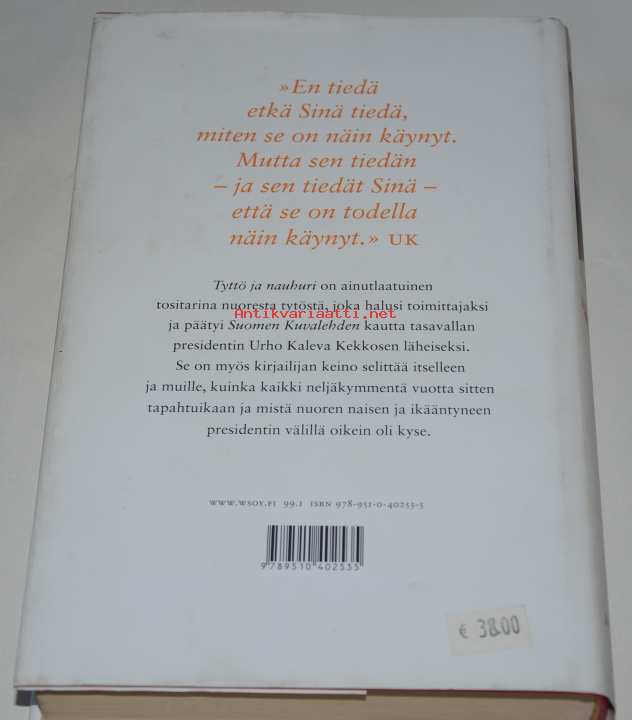 »En tiedä
etkä Sinä tiedä,
miten se on näin käynyt.
Mutta sen tiedän
– ja sen tiedät Sinä –
että se on todella
näin käynyt.» UK
Tyttö ja nauhuri on ainutlaatuinen
tositarina nuoresta tytöstä, joka halusi toimittajaksi
Antikvariaatti.net
ja päätyi Suomen Kuvalehden kautta tasavallan
presidentin Urho Kaleva Kekkosen läheiseksi.
Se on myös kirjailijan keino selittää itselleen
ja muille, kuinka kaikki neljäkymmentä vuotta sitten
tapahtuikaan ja mistä nuoren naisen ja ikääntyneen
presidentin välillä oikein oli kyse.
WWW.WSOY.FI 99.1 ISBN 978-951-0-40253-5
9789510402535
€ 38.00